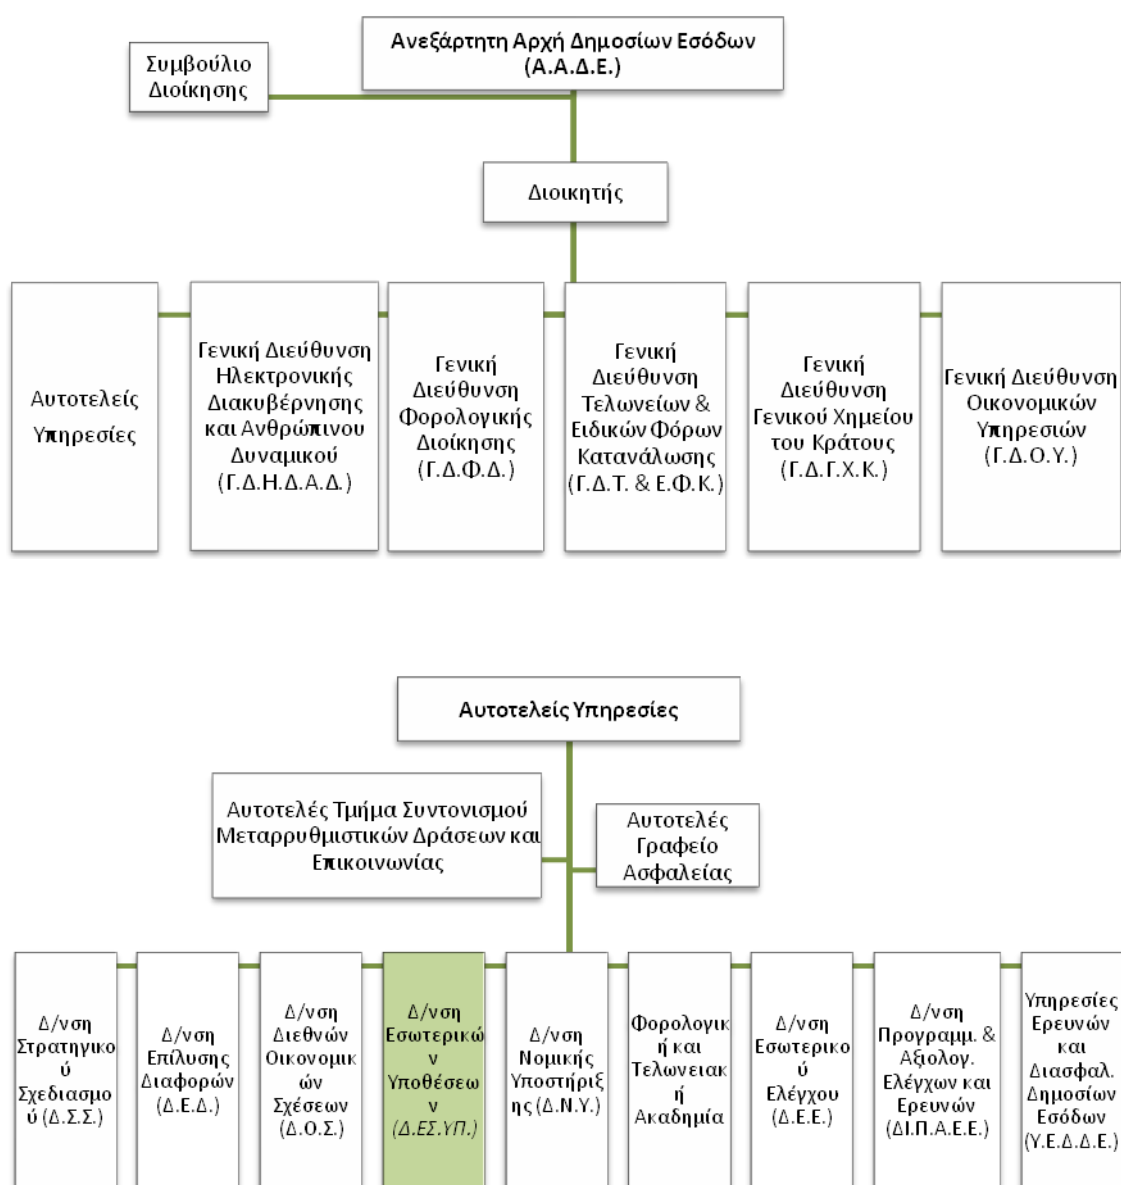 Ανεξάρτητη Αρχή Δημοσίων Εσόδων
(Α.Α.Δ.Ε.)
Συμβούλιο
Διοίκησης
Διοικητής
Αυτοτελείς
Υπηρεσίες
Γενική Διεύθυνση
Ηλεκτρονικής
Διακυβέρνησης
και Ανθρώπινου
Δυναμικού
(Γ.Δ.Η.Δ.Α.Δ.)
Γενική
Διεύθυνση
Φορολογικής
Διοίκησης
(Γ.Δ.Φ.Δ.)
Γενική
Διεύθυνση
Τελωνείων &
Ειδικών Φόρων
Κατανάλωσης
(Γ.Δ.Τ. & Ε.Φ.Κ.)
Γενική
Διεύθυνση
Γενικού Χημείου
του Κράτους
(Γ.Δ.Γ.Χ.Κ.)
Γενική Διεύθυνση
Οικονομικών
Υπηρεσιών
(Γ.Δ.Ο.Υ.)
Αυτοτελείς Υπηρεσίες
Αυτοτελές Τμήμα Συντονισμού
Μεταρρυθμιστικών Δράσεων και
Επικοινωνίας
Αυτοτελές
Γραφείο
Ασφαλείας
Δ/νση
Στρατηγικο
ύ
Σχεδιασμο
ύ (Δ.Σ.Σ.)
Δ/νση
Επίλυσης
Διαφορών
(Δ.Ε.Δ.)
Δ/νση
Διεθνών
Οικονομικ
ών
Σχέσεων
(Δ.Ο.Σ.)
Δ/νση
Εσωτερικώ
ν
Υποθέσεω
ν
(Δ.ΕΣ.ΥΠ.)
Δ/νση
Νομικής
Υποστήριξ
ης (Δ.Ν.Υ.)
Φορολογικ
ή και
Τελωνειακ
ή
Ακαδημία
Δ/νση
Εσωτερικο
ύ
Ελέγχου
(Δ.Ε.Ε.)
Δ/νση
Προγραμμ. &
Αξιολογ.
Ελέγχων και
Ερευνών
(ΔΙ.Π.Α.Ε.Ε.)
Υπηρεσίες
Ερευνών
και
Διασφαλ.
Δημοσίων
Εσόδων
(Υ.Ε.Δ.Δ.Ε.)